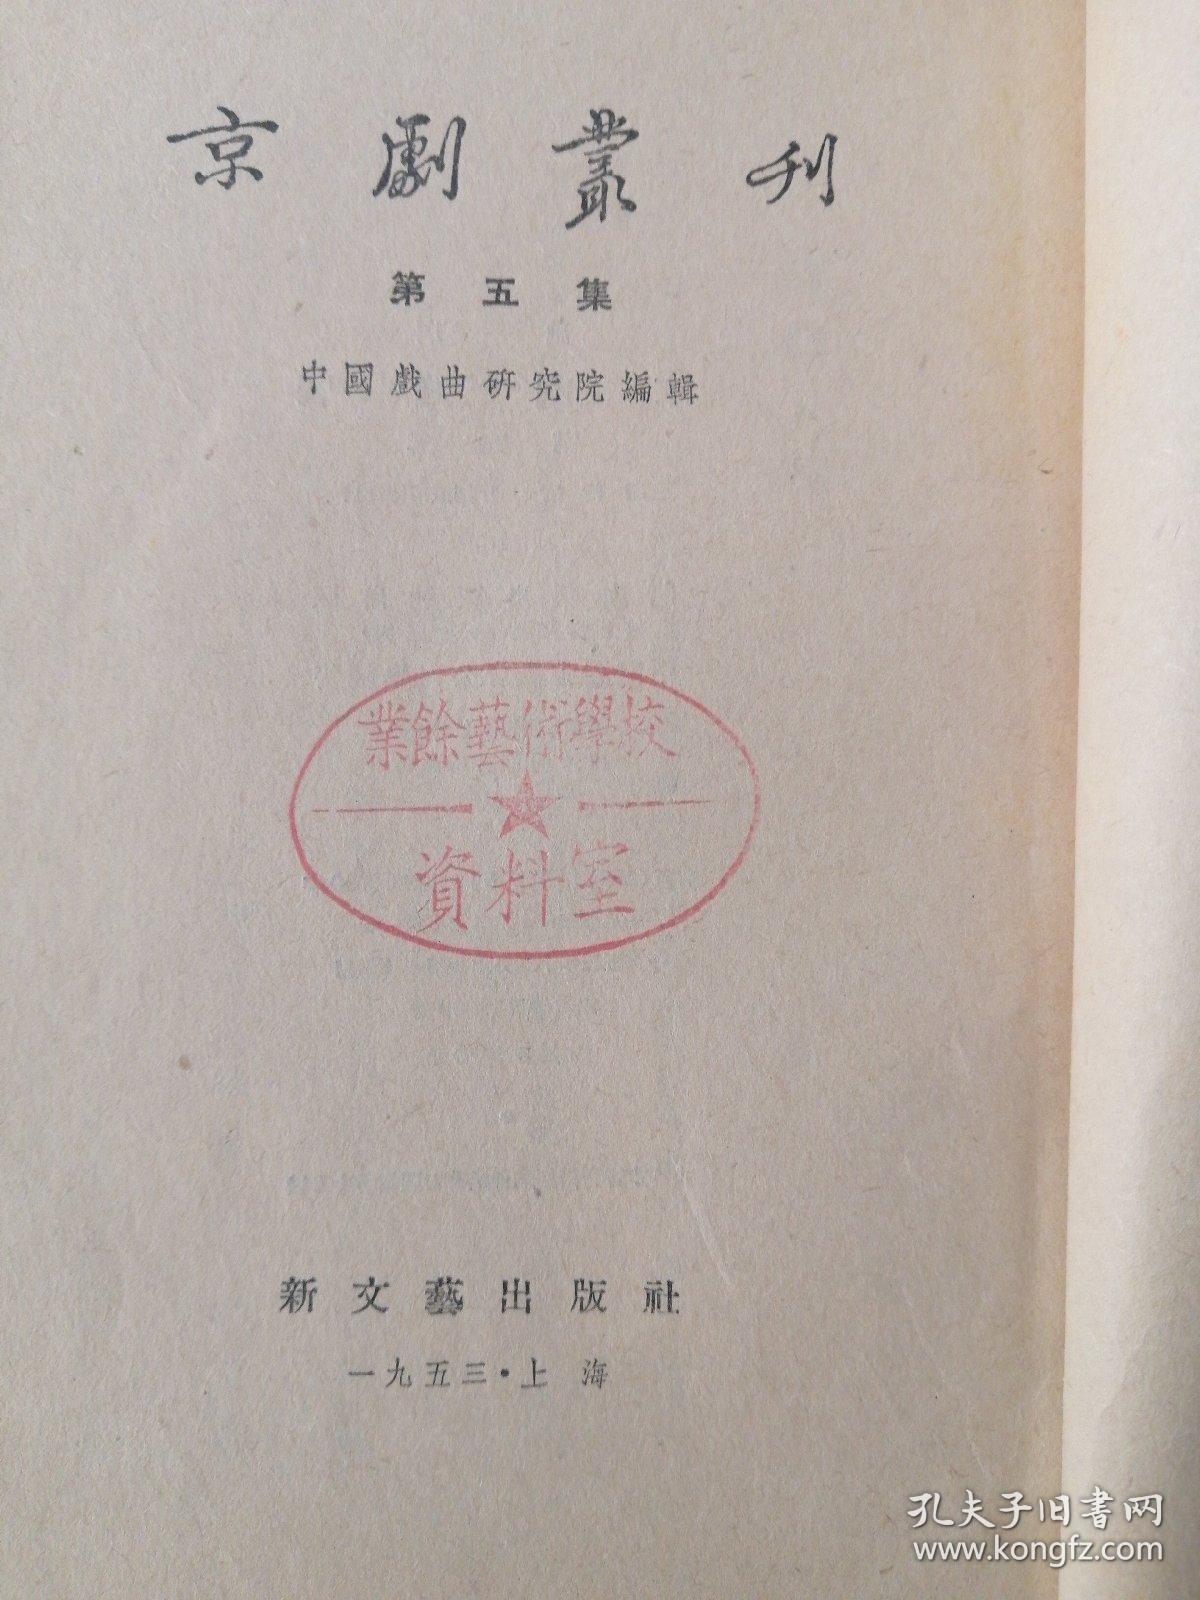 京劇叢刊
第五集
中國戲曲研究院編輯
業餘藝術學校
資料室
新文藝出版社
一九五三·上海
孔夫子旧书网
www.kongfz.com